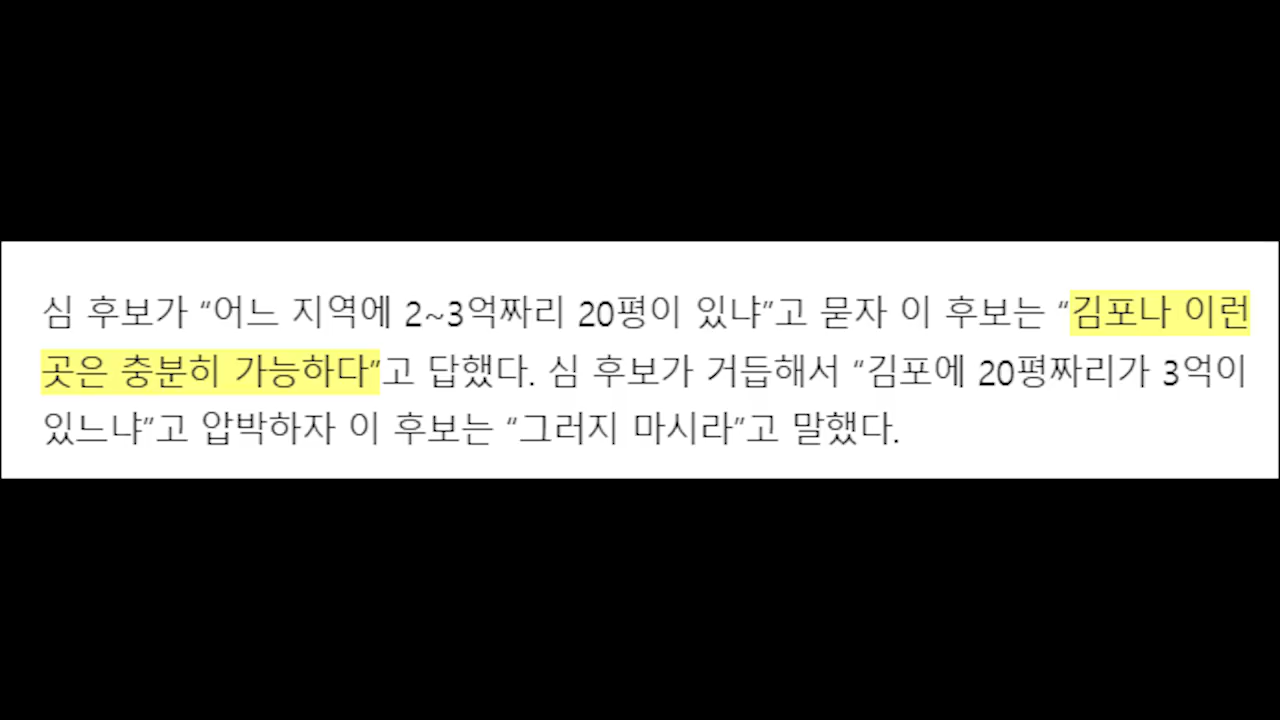 심 후보가 “어느 지역에 2~3억짜리 20평이 있냐”고 묻자 이 후보는 “김포나 이런
곳은 충분히 가능하다”고 답했다. 심 후보가 거듭해서 “김포에 20평짜리가 3억이
있느냐”고 압박하자 이 후보는 “그러지 마시라”고 말했다.